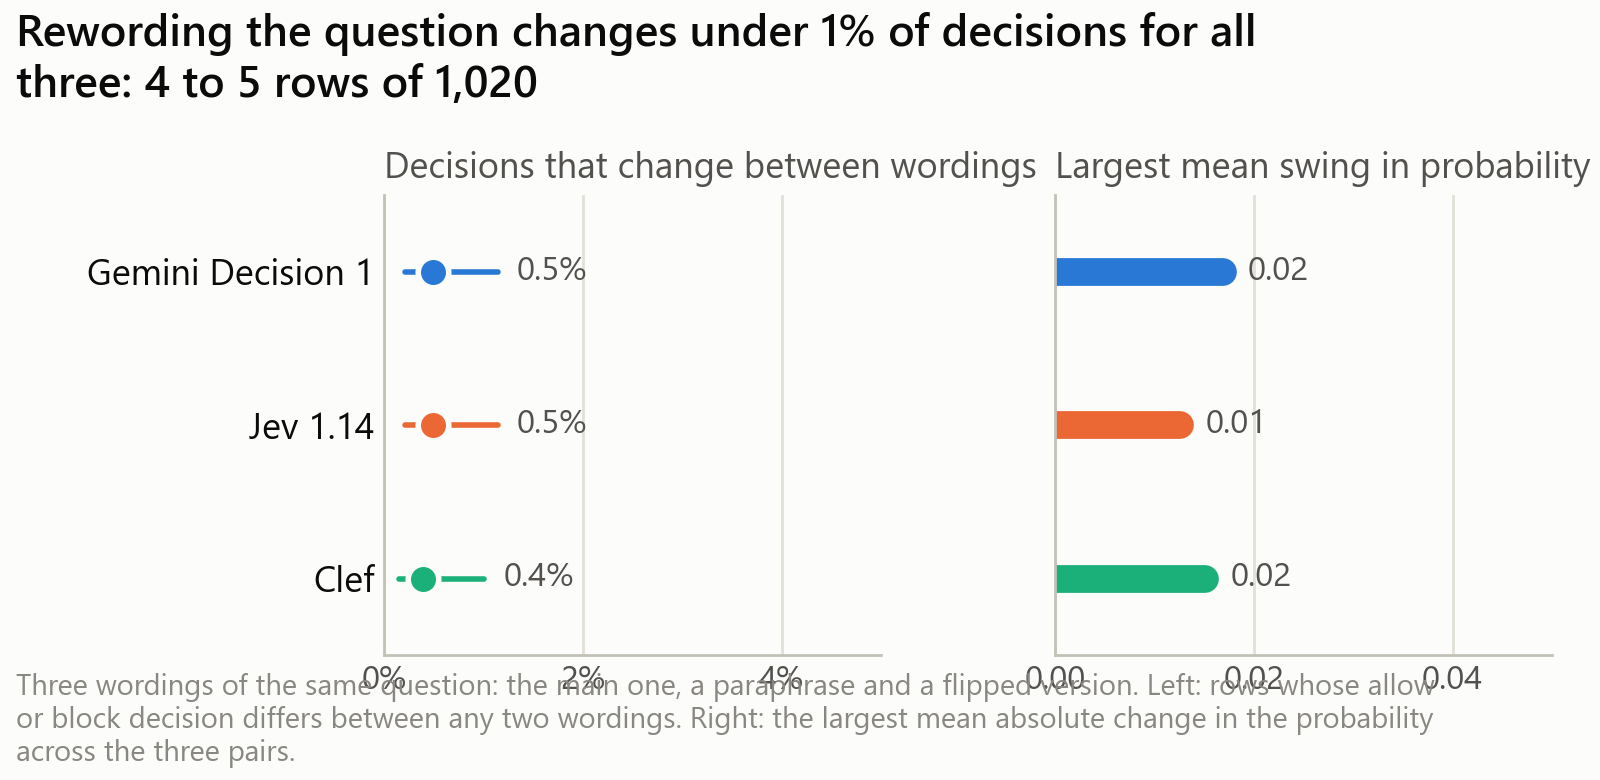 Rewording the question changes under 1% of decisions for all
three: 4 to 5 rows of 1,020
Decisions that change between wordings
Largest mean swing in probability
Gemini Decision 1
0.5%
0.02
Jev 1.14
0.5%
0.01
Clef
0.4%
0.02
0% 2% 4%
0.00 0.02 0.04
Three wordings of the same question: the main one, a paraphrase and a flipped version. Left: rows whose allow
or block decision differs between any two wordings. Right: the largest mean absolute change in the probability
across the three pairs.